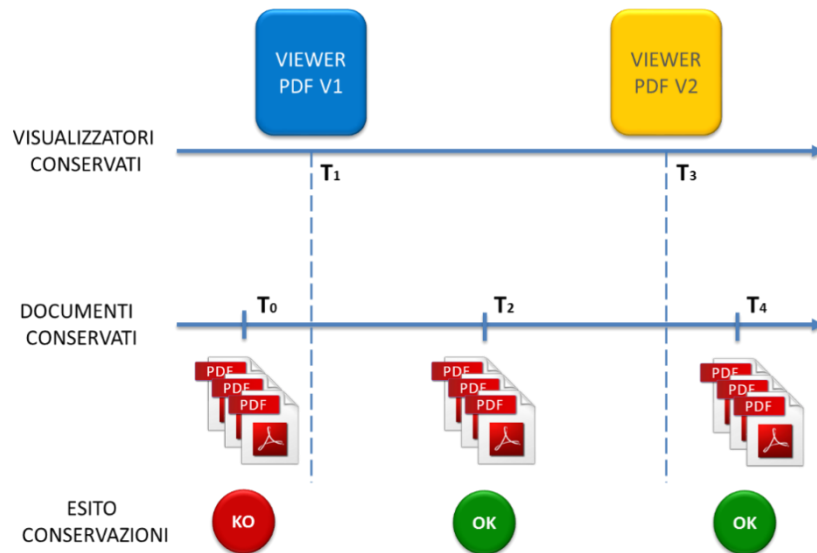 VIEWER
PDF V1
VIEWER
PDF V2
VISUALIZZATORI
CONSERVATI
T1
T3
DOCUMENTI
CONSERVATI
T0
T2
T4
PDF
PDF
PDF
PDF
PDF
PDF
PDF
PDF
PDF
ESITO
CONSERVAZIONI
KO
OK
OK